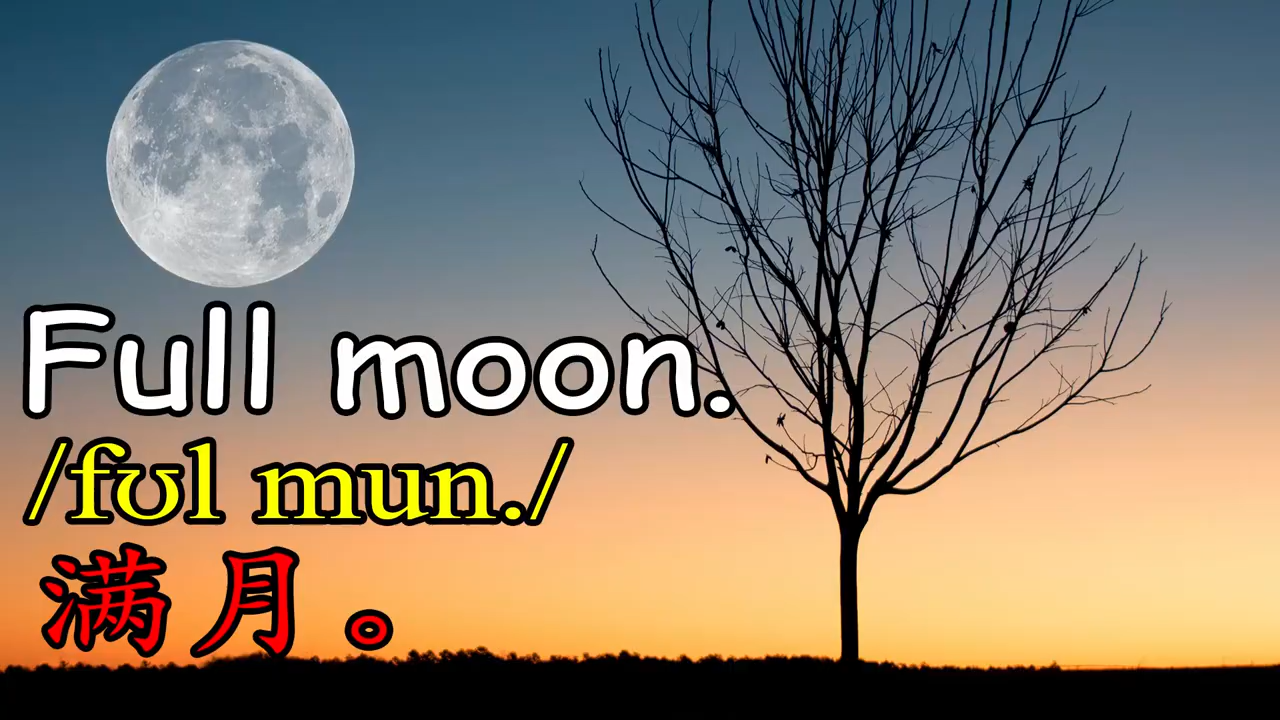 Full moon.
/fʊl mun./
满月。